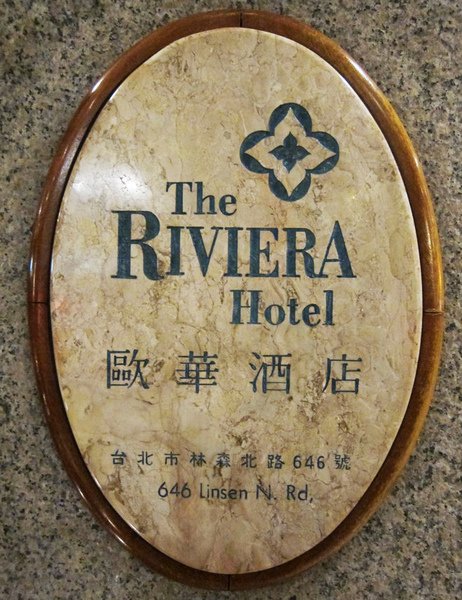 The
RIVIERA
Hotel
歐華酒店
台北市林森北路646號
646 Linsen N. Rd,